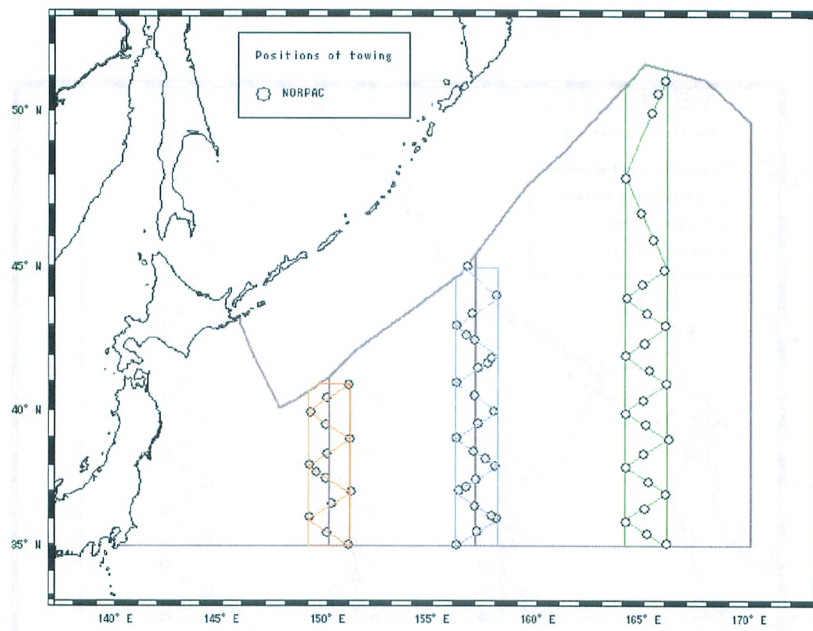 Positions of towing
NORPAC
50° N
45° N
40° N
35° N
140° E
145° E
150° E
155° E
160° E
165° E
170° E